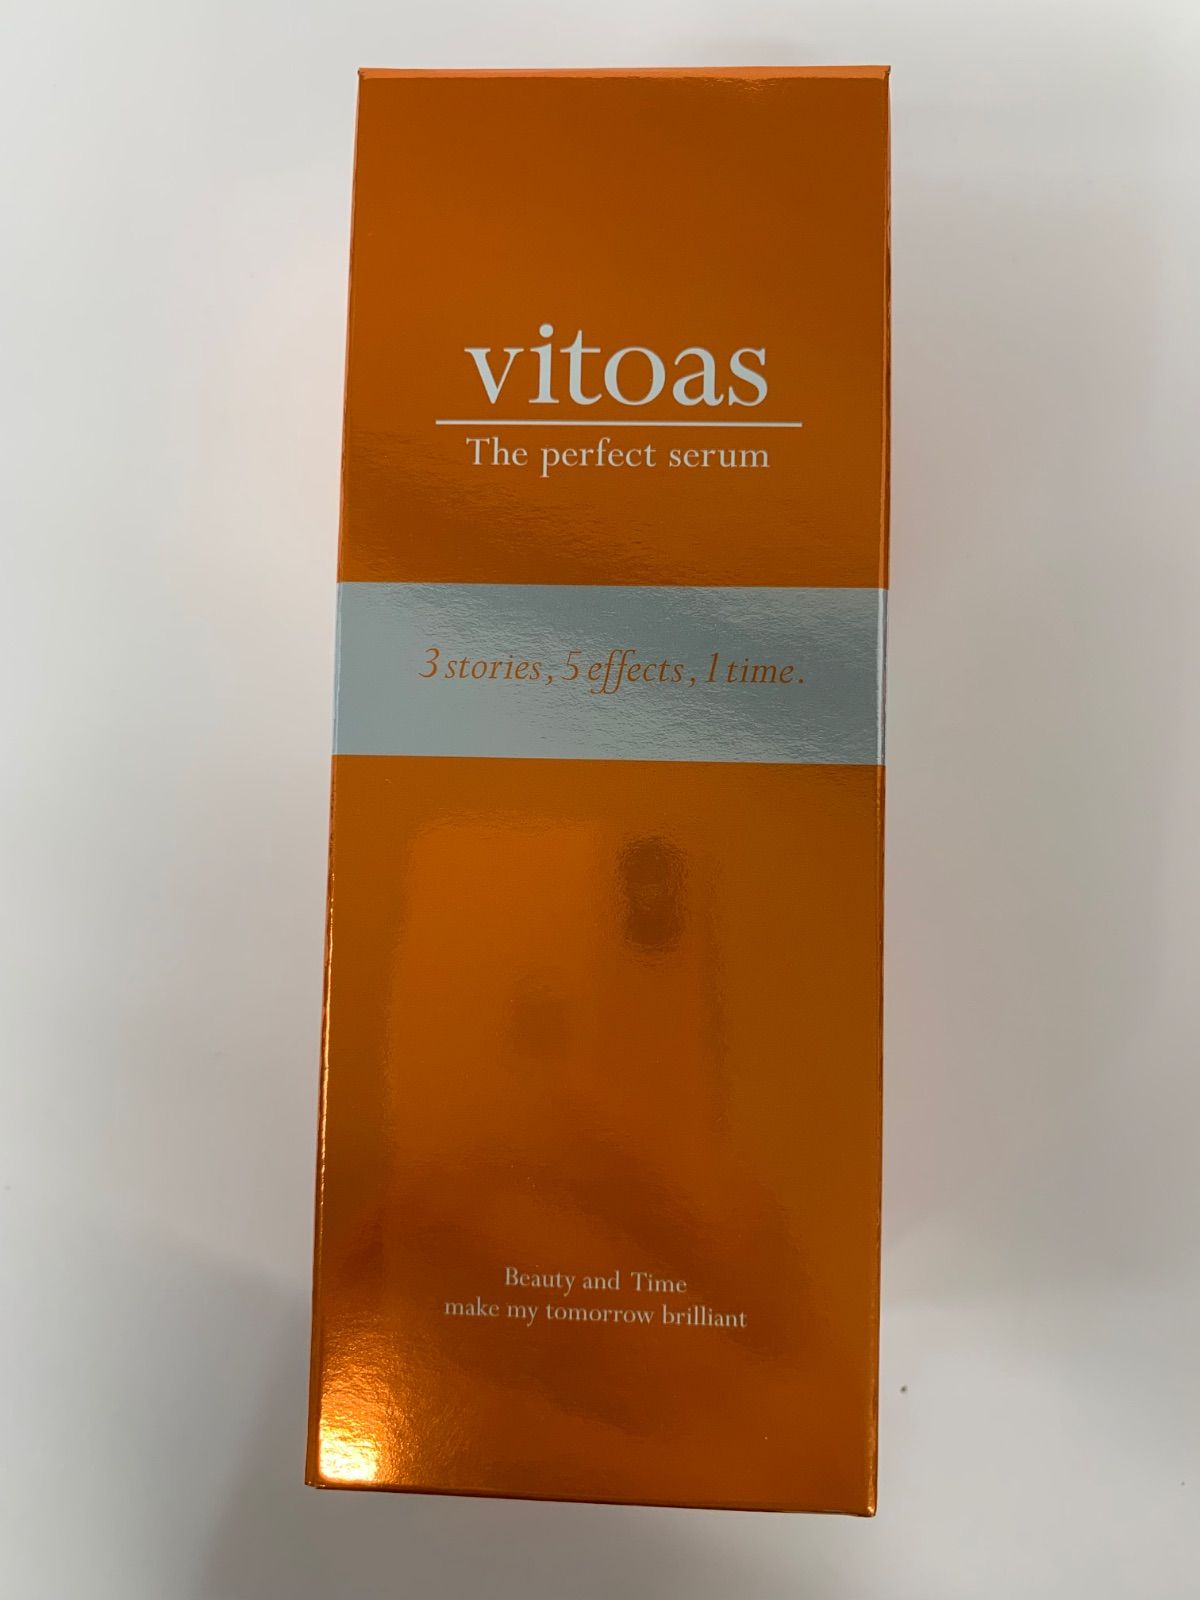 vitoas
The perfect serum
3 stories, 5 effects, 1 time.
Beauty and Time
make my tomorrow brilliant